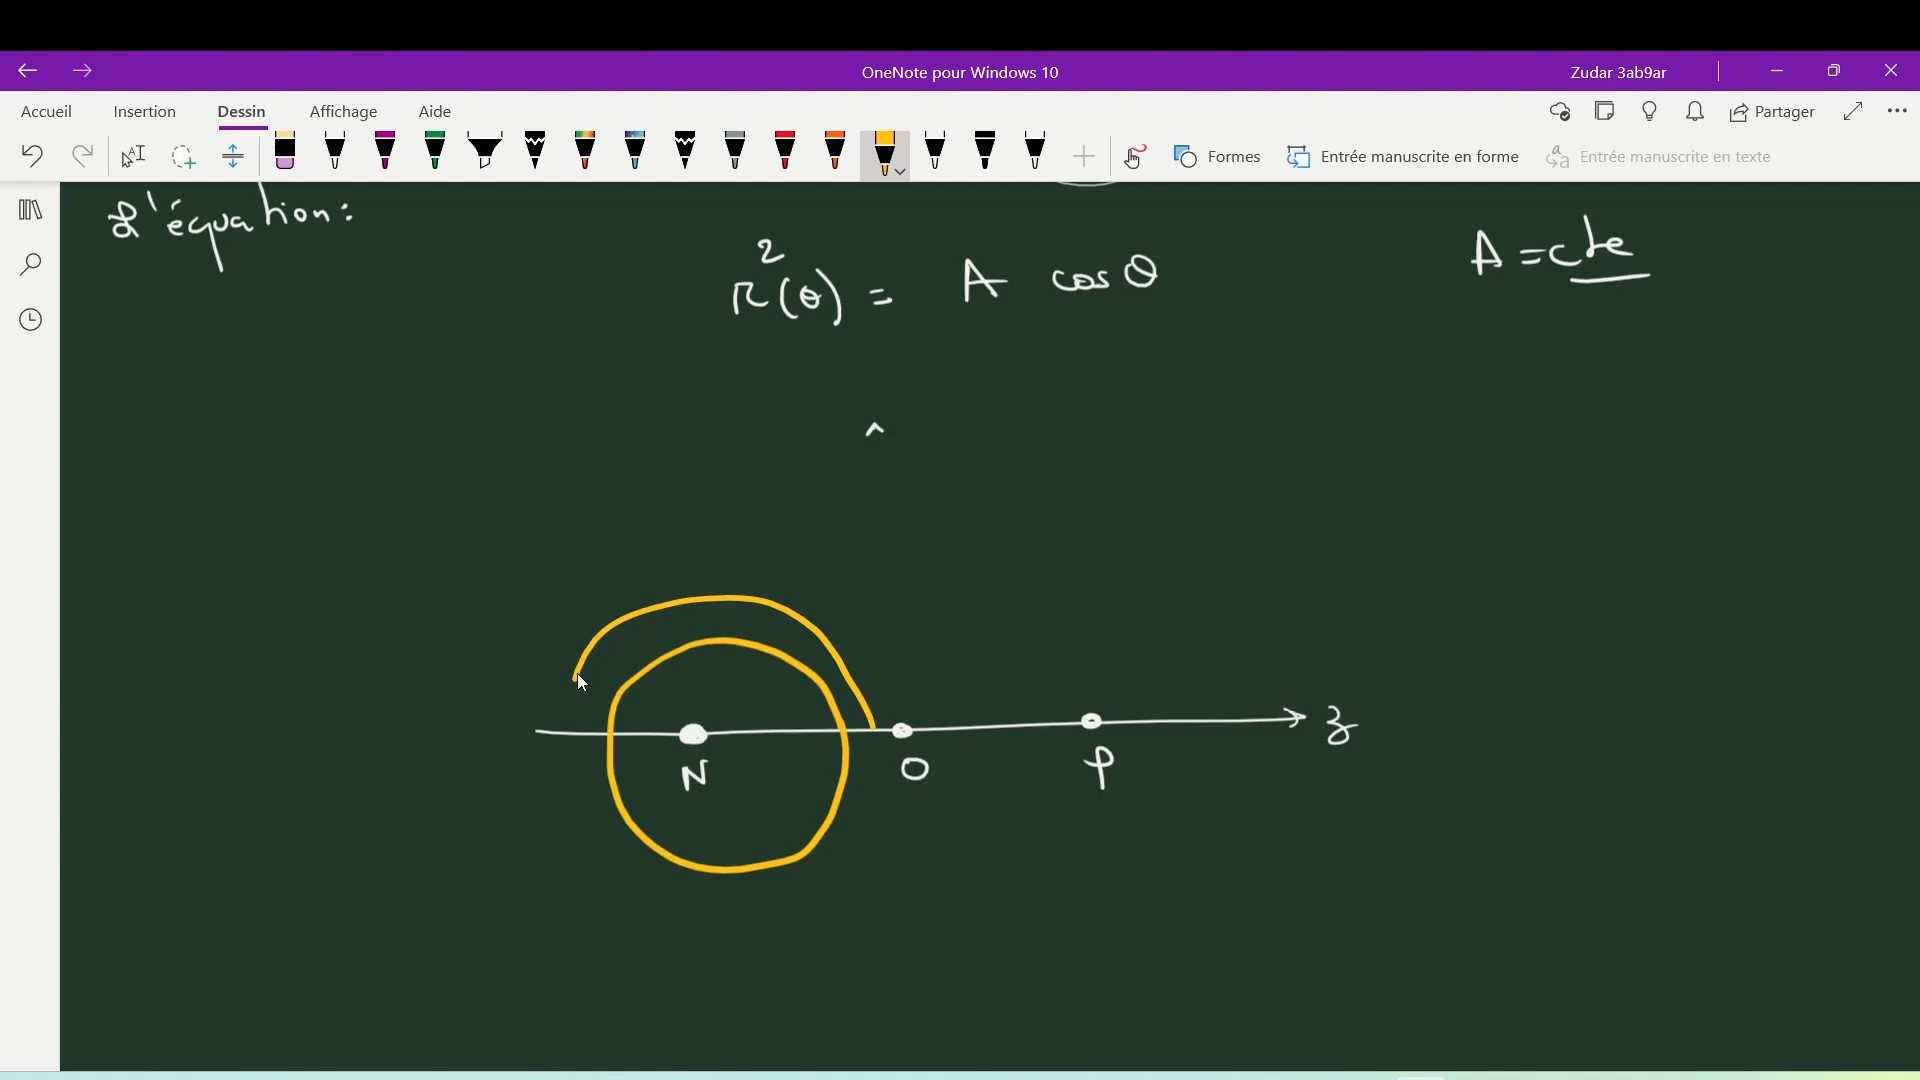 OneNote pour Windows 10
Zudar 3ab9ar
Accueil Insertion Dessin Affichage Aide
Partager
Formes Entrée manuscrite en forme Entrée manuscrite en texte
L'équation:
R²(θ) = A cos θ
A = cte
N O P z